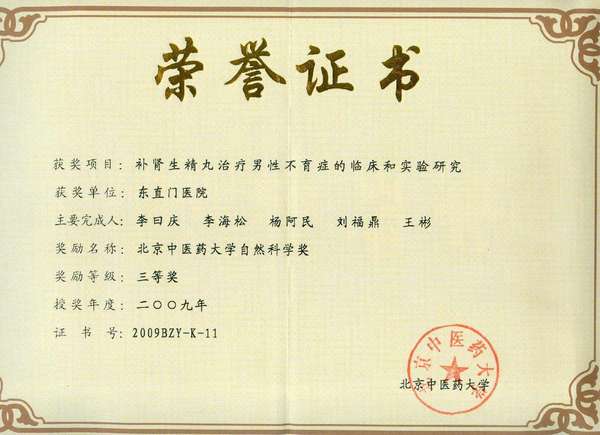 荣誉证书
获奖项目：补肾生精丸治疗男性不育症的临床和实验研究
获奖单位：东直门医院
主要完成人：李曰庆 李海松 杨阿民 刘福鼎 王彬
奖励名称：北京中医药大学自然科学奖
奖励等级：三等奖
授奖年度：二〇〇九年
证书号：2009BZY-K-11
北京中医药大学
北京中医药大学